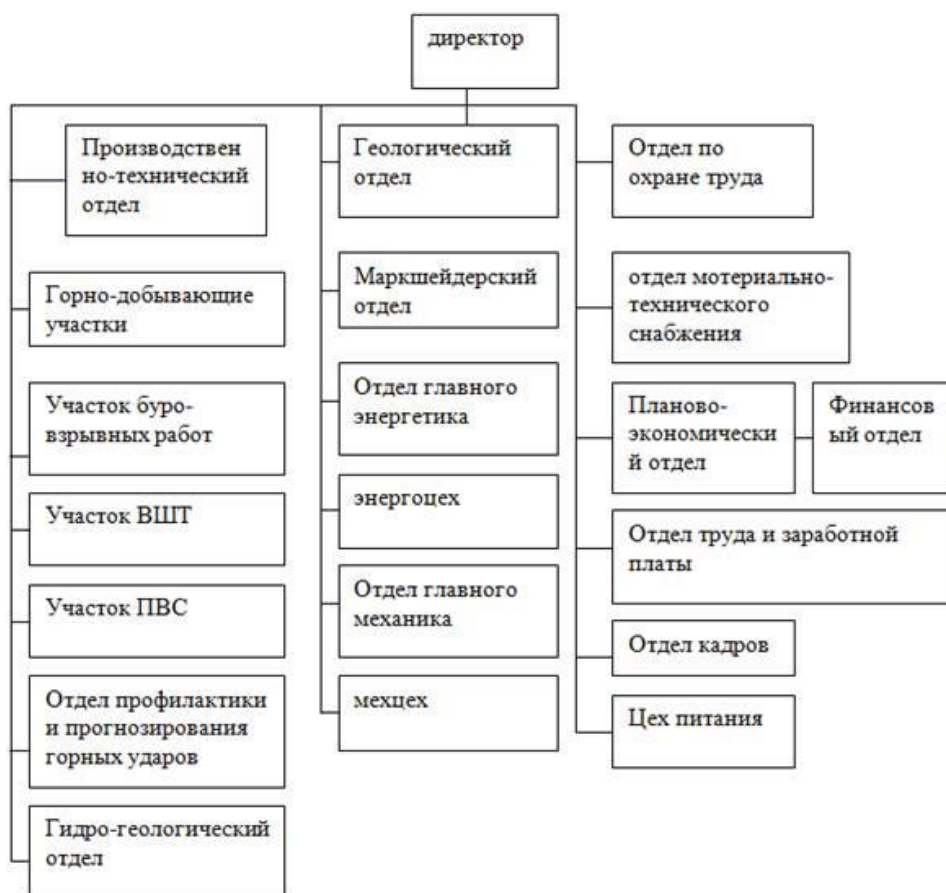 директор
Производствен
но-технический
отдел
Горно-добывающие
участки
Участок буро-
взрывных работ
Участок ВШТ
Участок ПВС
Отдел профилактики
и прогнозирования
горных ударов
Гидро-геологический
отдел
Геологический
отдел
Маркшейдерский
отдел
Отдел главного
энергетика
энергоцех
Отдел главного
механика
мехцех
Отдел по
охране труда
отдел мотериально-
технического
снабжения
Планово-
экономически
й отдел
Финансов
ый отдел
Отдел труда и заработной
платы
Отдел кадров
Цех питания